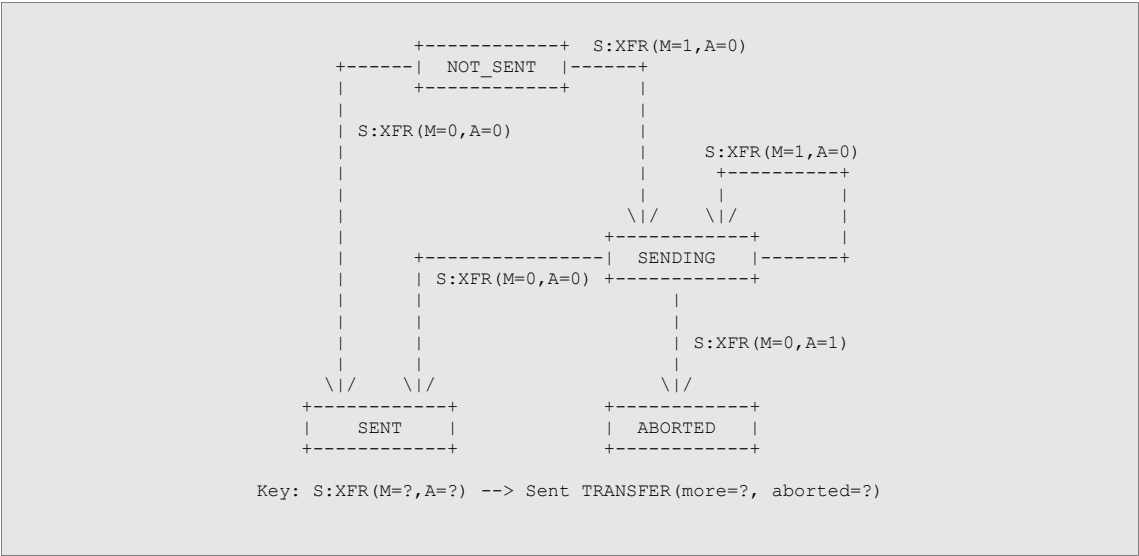 S:XFR(M=1,A=0)
NOT_SENT
S:XFR(M=0,A=0)
S:XFR(M=1,A=0)
SENDING
S:XFR(M=0,A=0)
S:XFR(M=0,A=1)
SENT ABORTED
Key: S:XFR(M=?,A=?) --> Sent TRANSFER(more=?, aborted=?)